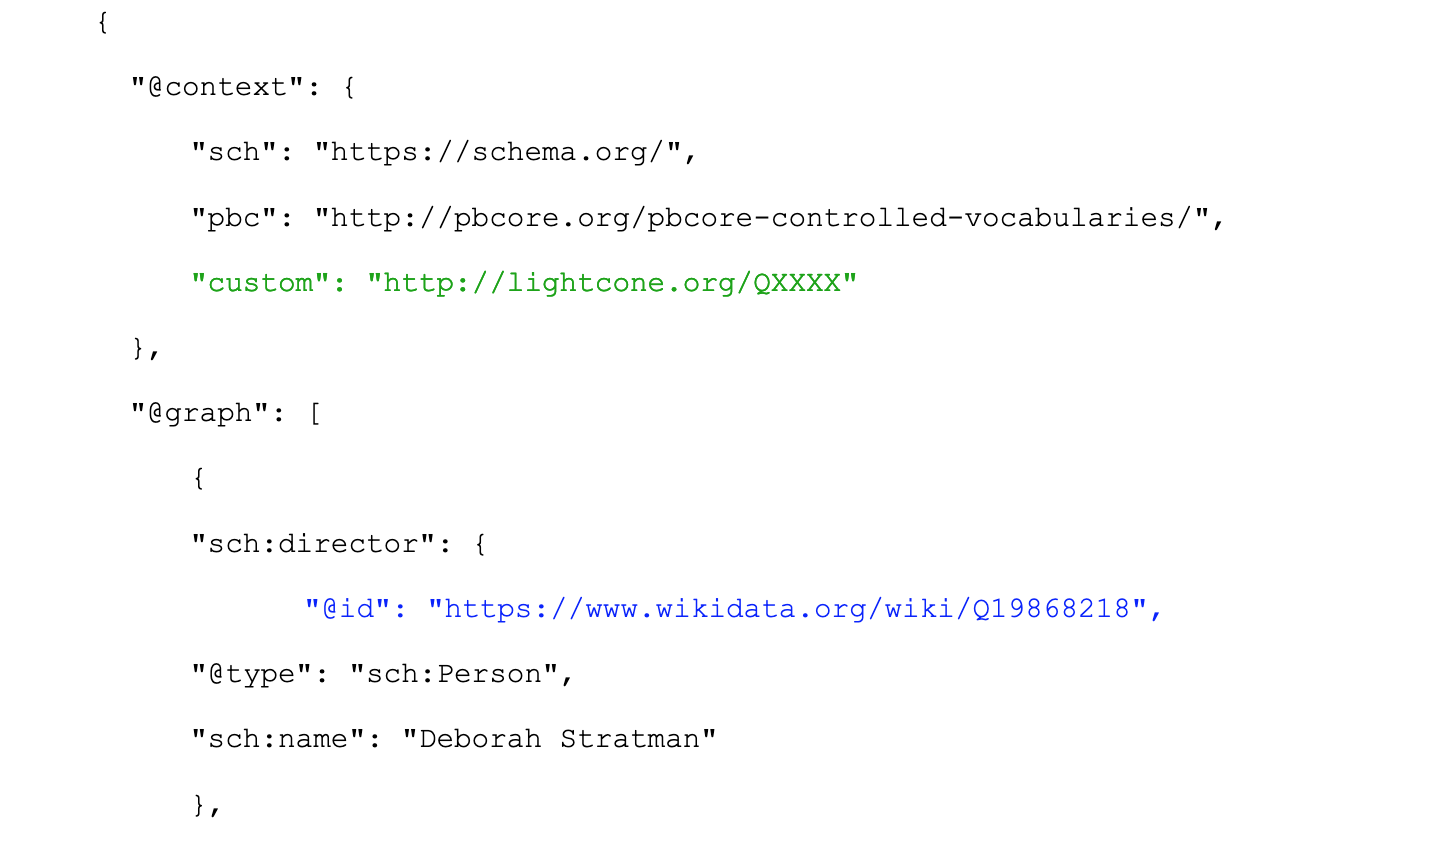 {
"@context": {
"sch": "https://schema.org/",
"pbc": "http://pbcore.org/pbcore-controlled-vocabularies/",
"custom": "http://lightcone.org/QXXXX"
},
"@graph": [
{
"sch:director": {
"@id": "https://www.wikidata.org/wiki/Q19868218",
"@type": "sch:Person",
"sch:name": "Deborah Stratman"
},